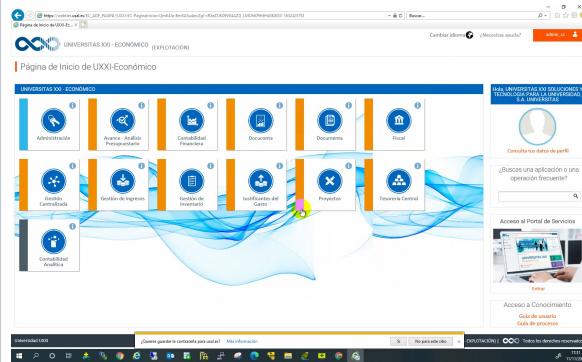 Página de Inicio de UXXI-Ec...
Buscar...
Cambiar idioma
¿Necesitas ayuda?
admin_sc
UNIVERSITAS XXI - ECONÓMICO (EXPLOTACIÓN)
Página de Inicio de UXXI-Económico
UNIVERSITAS XXI - ECONÓMICO
Administración
Avance - Análisis
Presupuestario
Contabilidad
Financiera
Docuconta
Documenta
Fiscal
Gestión
Centralizada
Gestión de Ingresos
Gestión de
Inventario
Justificantes del
Gasto
Proyectos
Tesorería Central
Contabilidad
Analítica
Hola, UNIVERSITAS XXI SOLUCIONES Y
TECNOLOGÍA PARA LA UNIVERSIDAD,
S.A. UNIVERSITAS
Consulta tus datos de perfil
¿Buscas una aplicación o una
operación frecuente?
Acceso al Portal de Servicios
Entrar
Acceso a Conocimiento
Guía de usuario
Guía de procesos
Universidad UXXI
¿Quieres guardar la contraseña para usal.es?
Más información
Sí
No para este sitio
(EXPLOTACIÓN) |
Todos los derechos reservados